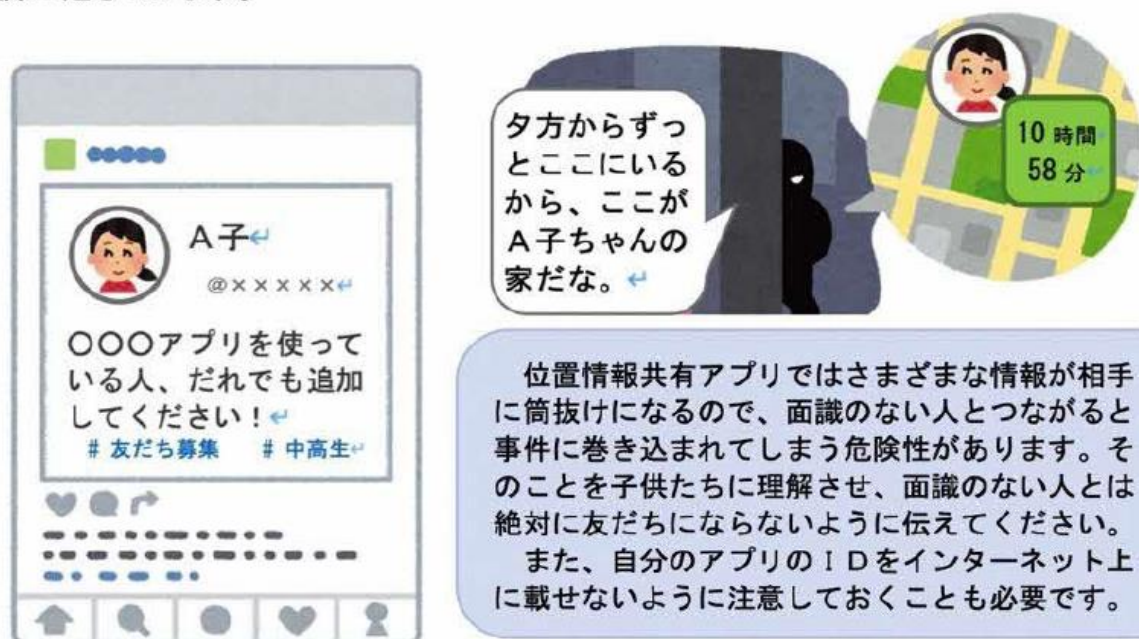 A子
@×××××
〇〇〇アプリを使って
いる人、だれでも追加
してください!
# 友だち募集 # 中高生
夕方からずっ
とここにいる
から、ここが
A子ちゃんの
家だな。
10 時間
58 分
位置情報共有アプリではさまざまな情報が相手
に筒抜けになるので、面識のない人とつながると
事件に巻き込まれてしまう危険性があります。そ
のことを子供たちに理解させ、面識のない人とは
絶対に友だちにならないように伝えてください。
また、自分のアプリのIDをインターネット上
に載せないように注意しておくことも必要です。